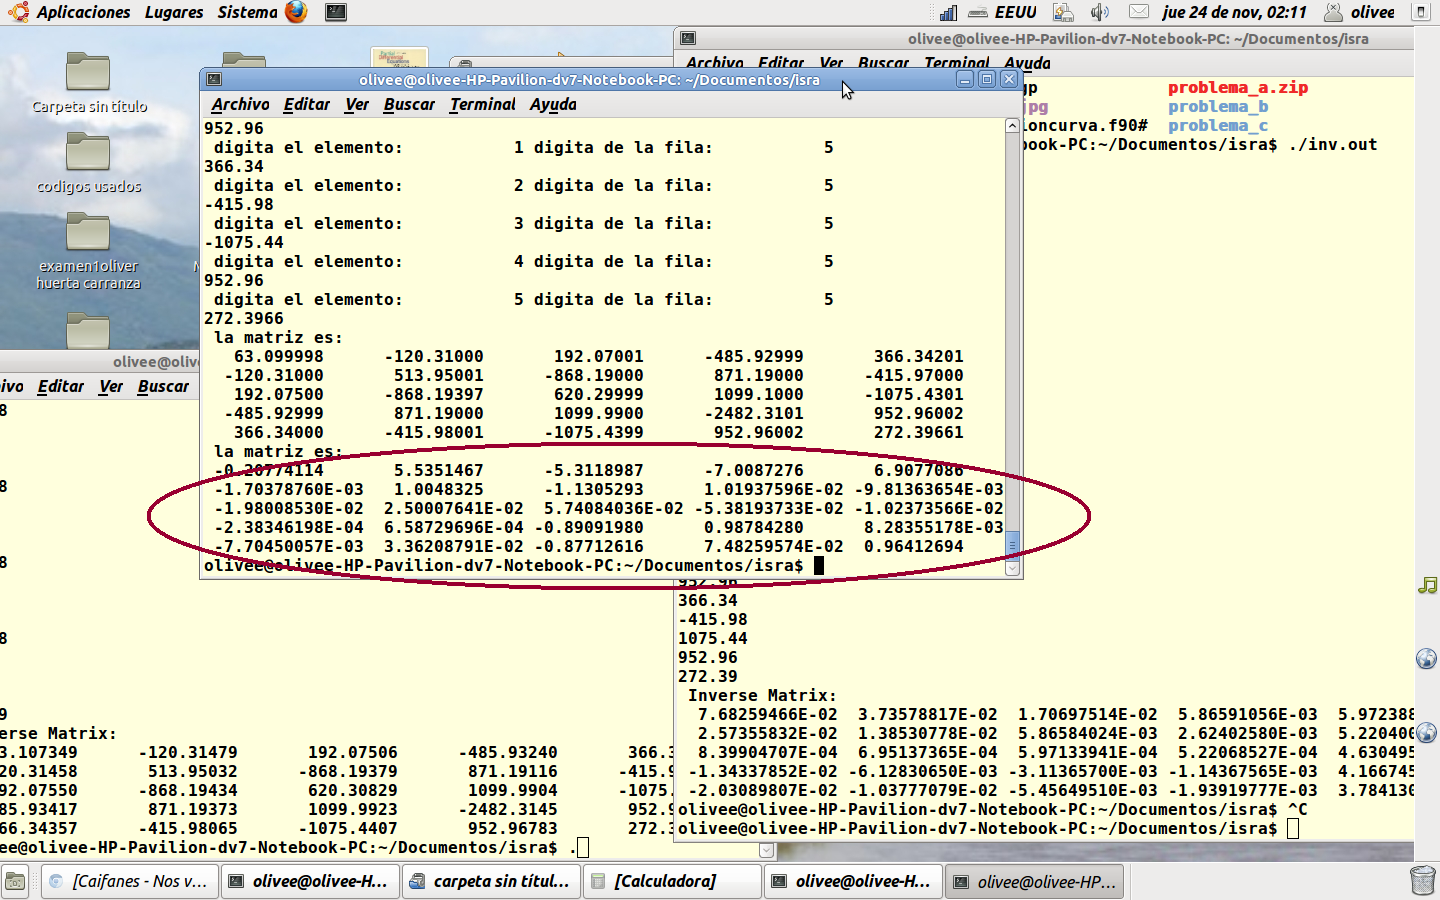 Aplicaciones Lugares Sistema
EEUU
jue 24 de nov, 02:11
olivee
Carpeta sin título
codigos usados
examen1oliver
huerta carranza
olivee@olivee-HP-Pavilion-dv7-Notebook-PC: ~/Documentos/isra
Archivo Editar Ver Buscar Terminal Ayuda
gp problema_a.zip
jpg problema_b
ioncurva.f90# problema_c
book-PC:~/Documentos/isra$ ./inv.out
olivee@olivee-HP-Pavilion-dv7-Notebook-PC: ~/Documentos/isra
Archivo Editar Ver Buscar Terminal Ayuda
952.96
digita el elemento: 1 digita de la fila: 5
366.34
digita el elemento: 2 digita de la fila: 5
-415.98
digita el elemento: 3 digita de la fila: 5
-1075.44
digita el elemento: 4 digita de la fila: 5
952.96
digita el elemento: 5 digita de la fila: 5
272.3966
la matriz es:
63.099998 -120.31000 192.07001 -485.92999 366.34201
-120.31000 513.95001 -868.19000 871.19000 -415.97000
192.07500 -868.19397 620.29999 1099.1000 -1075.4301
-485.92999 871.19000 1099.9900 -2482.3101 952.96002
366.34000 -415.98001 -1075.4399 952.96002 272.39661
la matriz es:
-0.20774114 5.5351467 -5.3118987 -7.0087276 6.9077086
-1.70378760E-03 1.0048325 -1.1305293 1.01937596E-02 -9.81363654E-03
-1.98008530E-02 2.50007641E-02 5.74084036E-02 -5.38193733E-02 -1.02373566E-02
-2.38346198E-04 6.58729696E-04 -0.89091980 0.98784280 8.28355178E-03
-7.70450057E-03 3.36208791E-02 -0.87712616 7.48259574E-02 0.96412694
olivee@olivee-HP-Pavilion-dv7-Notebook-PC:~/Documentos/isra$
olivee@oliv
ivo Editar Ver Buscar
8
8
8
8
9
erse Matrix:
3.107349 -120.31479 192.07506 -485.93240 366.3
20.31458 513.95032 -868.19379 871.19116 -415.9
92.07550 -868.19434 620.30829 1099.9904 -1075.
85.93417 871.19373 1099.9923 -2482.3145 952.9
66.34357 -415.98065 -1075.4407 952.96783 272.3
ee@olivee-HP-Pavilion-dv7-Notebook-PC:~/Documentos/isra$ .
952.96
366.34
-415.98
1075.44
952.96
272.39
Inverse Matrix:
7.68259466E-02 3.73578817E-02 1.70697514E-02 5.86591056E-03 5.972388
2.57355832E-02 1.38530778E-02 5.86584024E-03 2.62402580E-03 5.220400
8.39904707E-04 6.95137365E-04 5.97133941E-04 5.22068527E-04 4.630495
-1.34337852E-02 -6.12830650E-03 -3.11365700E-03 -1.14367565E-03 4.166745
-2.03089807E-02 -1.03777079E-02 -5.45649510E-03 -1.93919777E-03 3.784130
olivee@olivee-HP-Pavilion-dv7-Notebook-PC:~/Documentos/isra$ ^C
olivee@olivee-HP-Pavilion-dv7-Notebook-PC:~/Documentos/isra$
[Caifanes - Nos v...
olivee@olivee-H...
carpeta sin títul...
[Calculadora]
olivee@olivee-H...
olivee@olivee-HP...